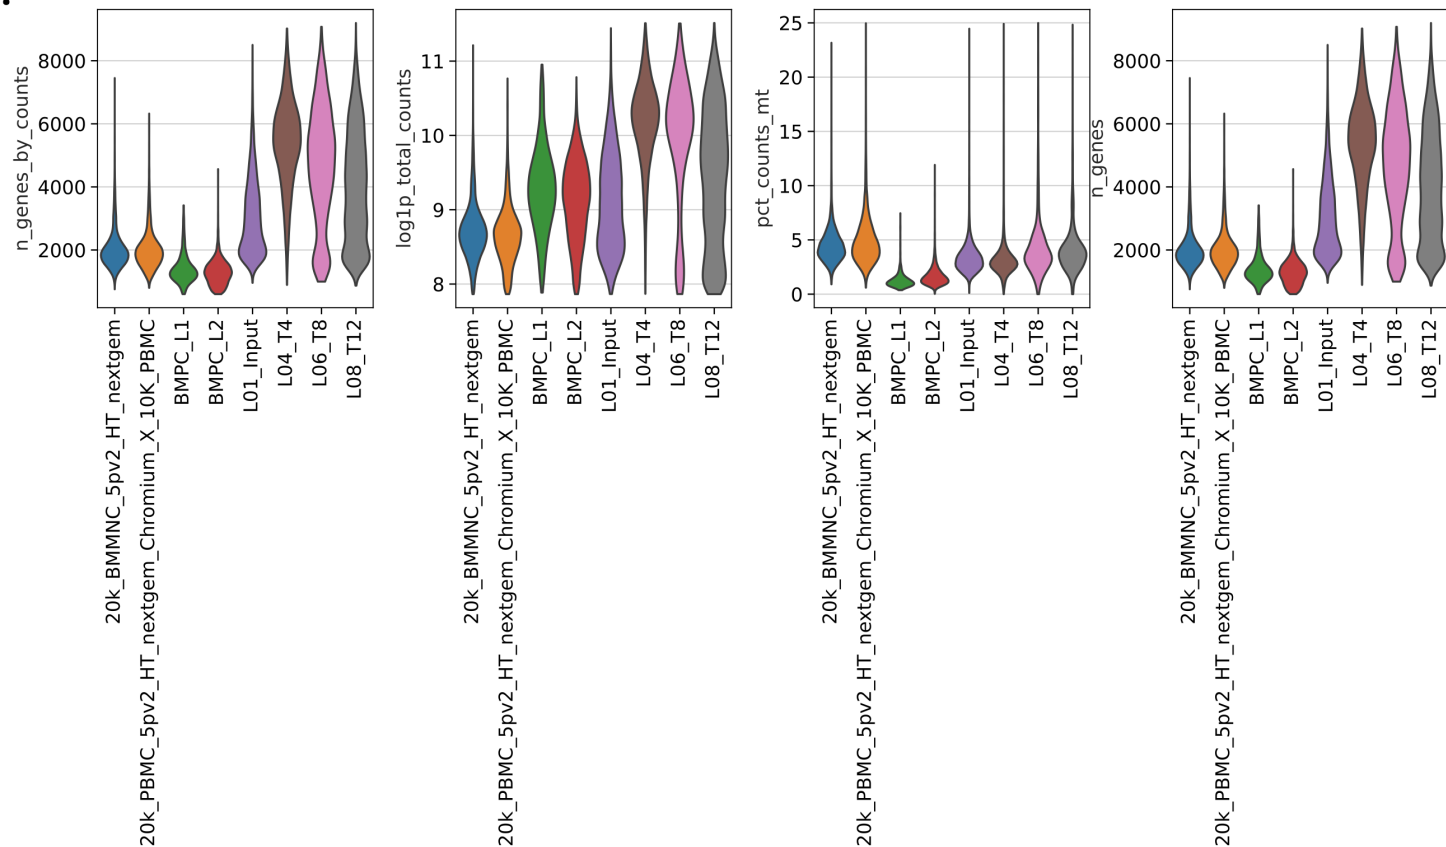 n_genes_by_counts
8000
6000
4000
2000
20k_BMMNC_5pv2_HT_nextgem
20k_PBMC_5pv2_HT_nextgem_Chromium_X_10K_PBMC
BMPC_L1
BMPC_L2
L01_Input
L04_T4
L06_T8
L08_T12
log1p_total_counts
11
10
9
8
20k_BMMNC_5pv2_HT_nextgem
20k_PBMC_5pv2_HT_nextgem_Chromium_X_10K_PBMC
BMPC_L1
BMPC_L2
L01_Input
L04_T4
L06_T8
L08_T12
pct_counts_mt
25
20
15
10
5
0
20k_BMMNC_5pv2_HT_nextgem
20k_PBMC_5pv2_HT_nextgem_Chromium_X_10K_PBMC
BMPC_L1
BMPC_L2
L01_Input
L04_T4
L06_T8
L08_T12
n_genes
8000
6000
4000
2000
20k_BMMNC_5pv2_HT_nextgem
20k_PBMC_5pv2_HT_nextgem_Chromium_X_10K_PBMC
BMPC_L1
BMPC_L2
L01_Input
L04_T4
L06_T8
L08_T12